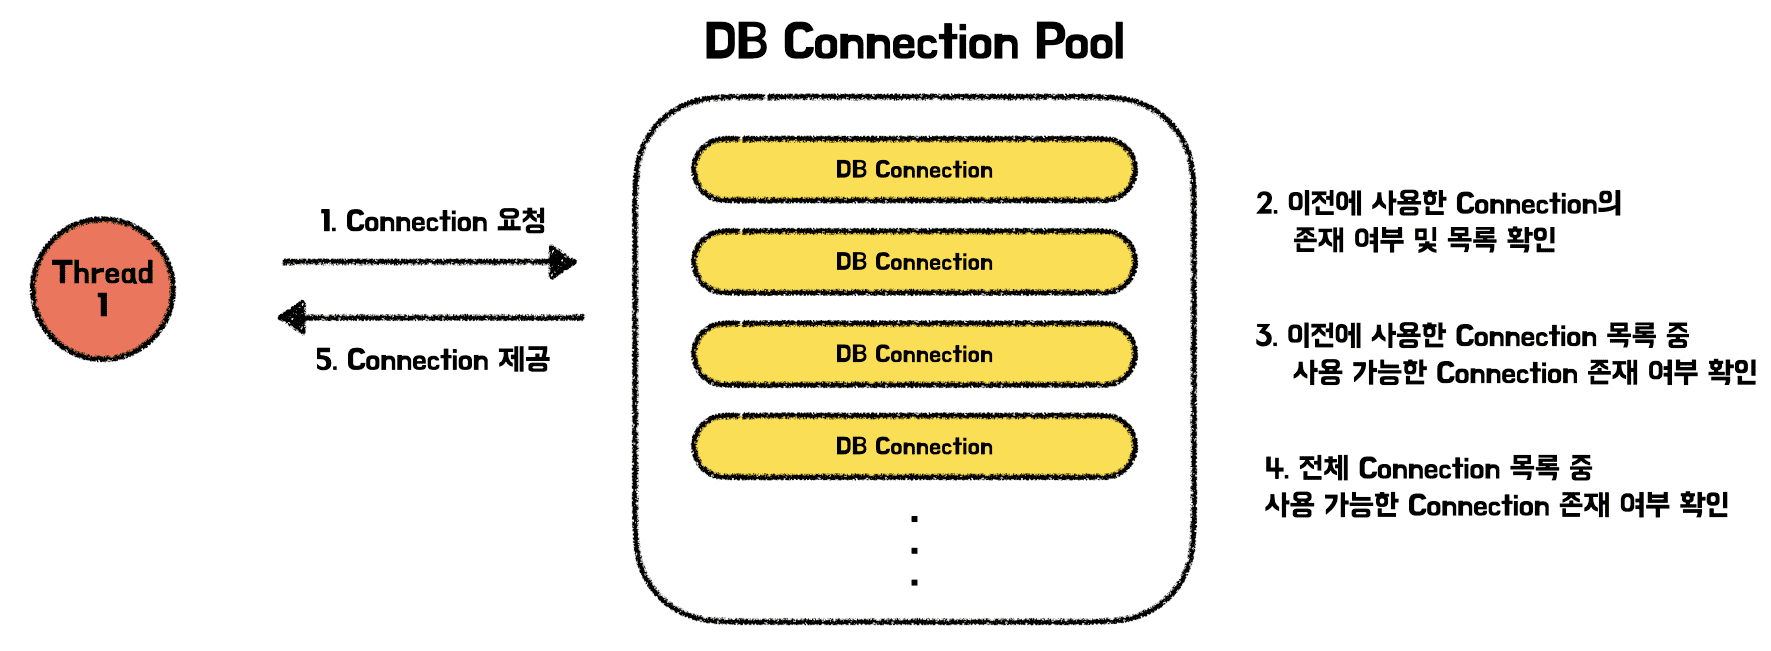 DB Connection Pool
Thread
1
1. Connection 요청
5. Connection 제공
DB Connection
DB Connection
DB Connection
DB Connection
2. 이전에 사용한 Connection의
존재 여부 및 목록 확인
3. 이전에 사용한 Connection 목록 중
사용 가능한 Connection 존재 여부 확인
4. 전체 Connection 목록 중
사용 가능한 Connection 존재 여부 확인